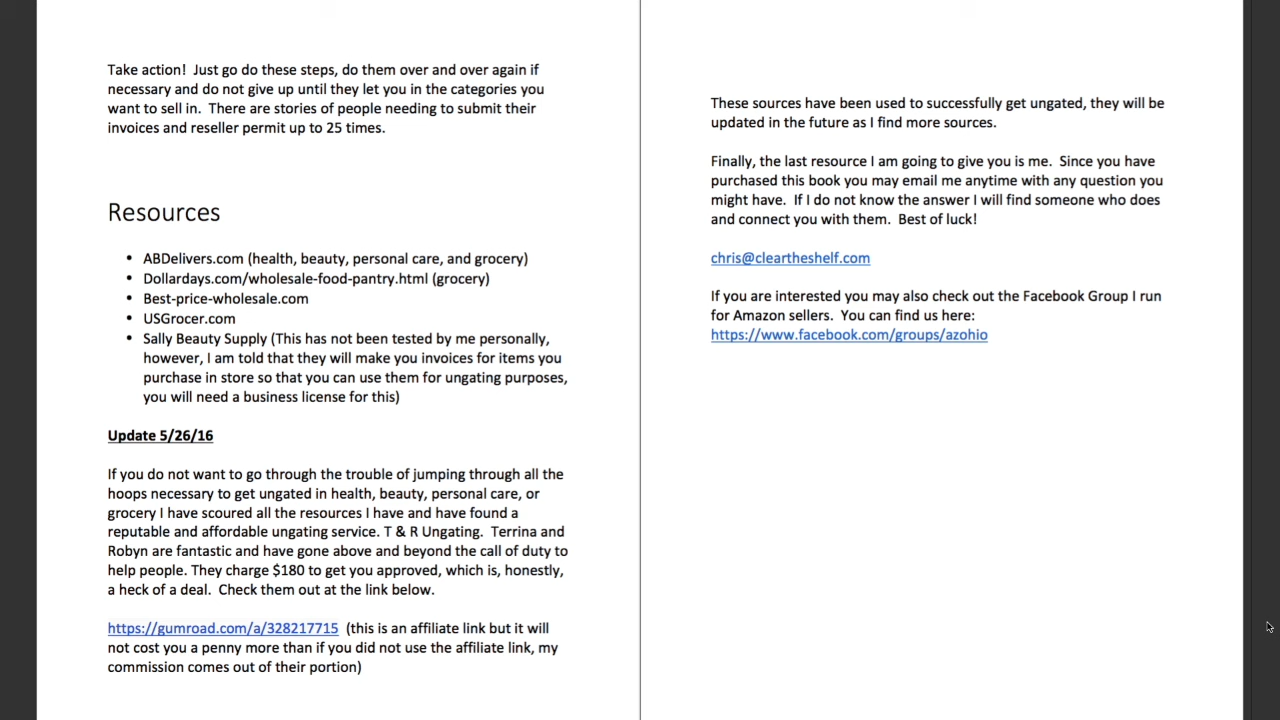 Take action!  Just go do these steps, do them over and over again if
necessary and do not give up until they let you in the categories you
want to sell in.  There are stories of people needing to submit their
invoices and reseller permit up to 25 times.
Resources
• ABDelivers.com (health, beauty, personal care, and grocery)
• Dollardays.com/wholesale-food-pantry.html (grocery)
• Best-price-wholesale.com
• USGrocer.com
• Sally Beauty Supply (This has not been tested by me personally,
however, I am told that they will make you invoices for items you
purchase in store so that you can use them for ungating purposes,
you will need a business license for this)
Update 5/26/16
If you do not want to go through the trouble of jumping through all the
hoops necessary to get ungated in health, beauty, personal care, or
grocery I have scoured all the resources I have and have found a
reputable and affordable ungating service. T & R Ungating.  Terrina and
Robyn are fantastic and have gone above and beyond the call of duty to
help people. They charge $180 to get you approved, which is, honestly,
a heck of a deal.  Check them out at the link below.
https://gumroad.com/a/328217715  (this is an affiliate link but it will
not cost you a penny more than if you did not use the affiliate link, my
commission comes out of their portion)
These sources have been used to successfully get ungated, they will be
updated in the future as I find more sources.
Finally, the last resource I am going to give you is me.  Since you have
purchased this book you may email me anytime with any question you
might have.  If I do not know the answer I will find someone who does
and connect you with them.  Best of luck!
chris@cleartheshelf.com
If you are interested you may also check out the Facebook Group I run
for Amazon sellers.  You can find us here:
https://www.facebook.com/groups/azohio